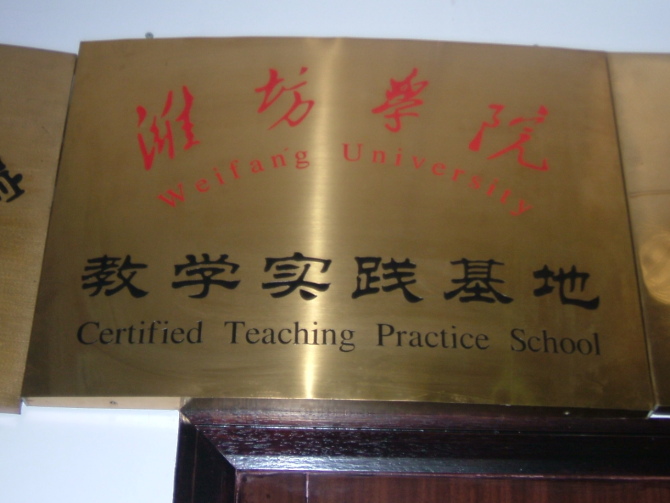 潍坊学院
Weifang University
教学实践基地
Certified Teaching Practice School